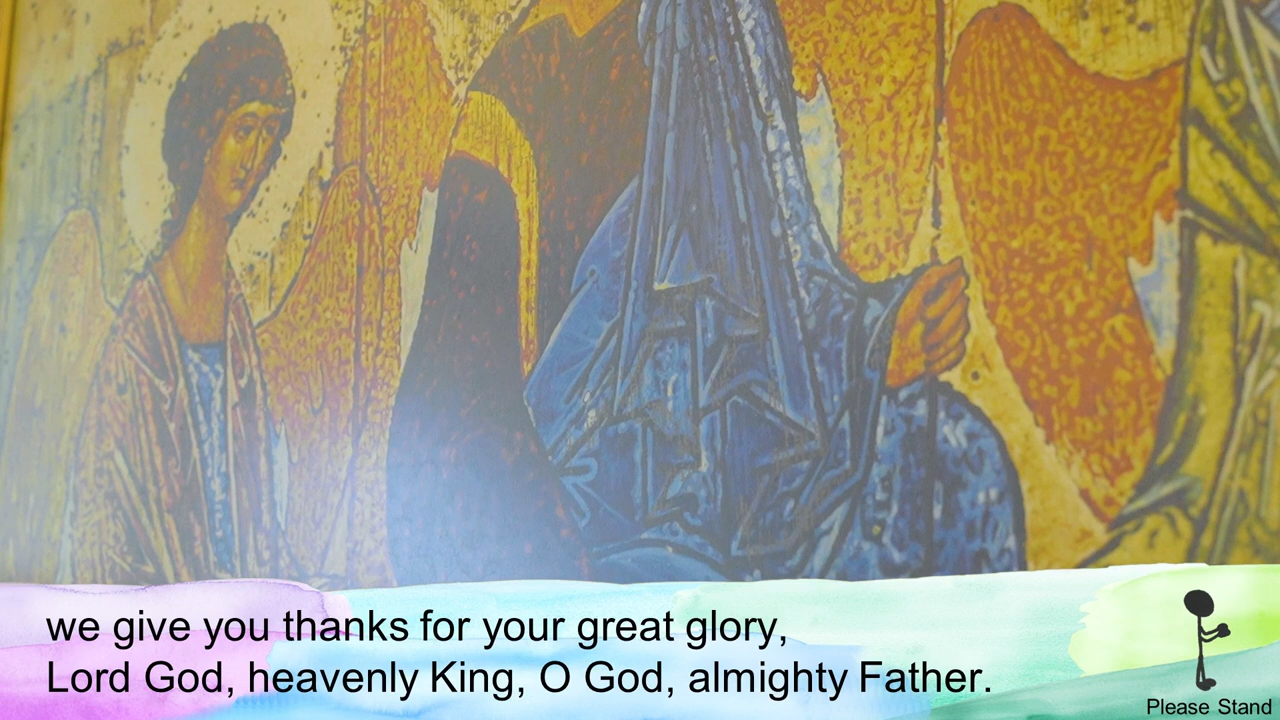 we give you thanks for your great glory,
Lord God, heavenly King, O God, almighty Father.
Please Stand